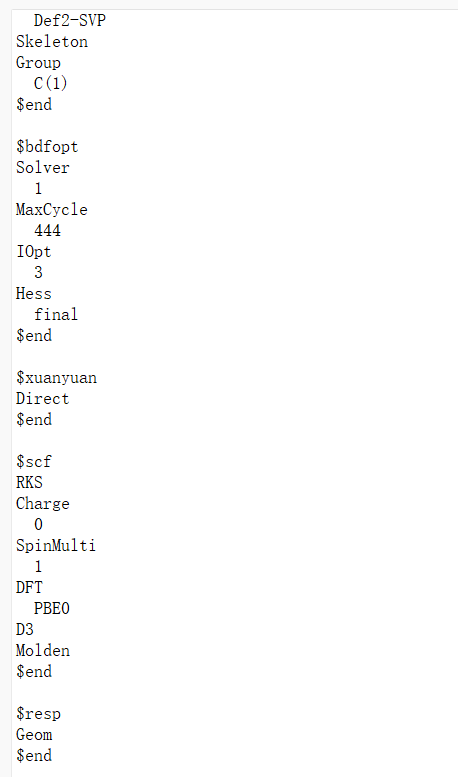 Def2-SVP
Skeleton
Group
C(1)
$end
$bdfopt
Solver
1
MaxCycle
444
IOpt
3
Hess
final
$end
$xuanyuan
Direct
$end
$scf
RKS
Charge
0
SpinMulti
1
DFT
PBE0
D3
Molden
$end
$resp
Geom
$end